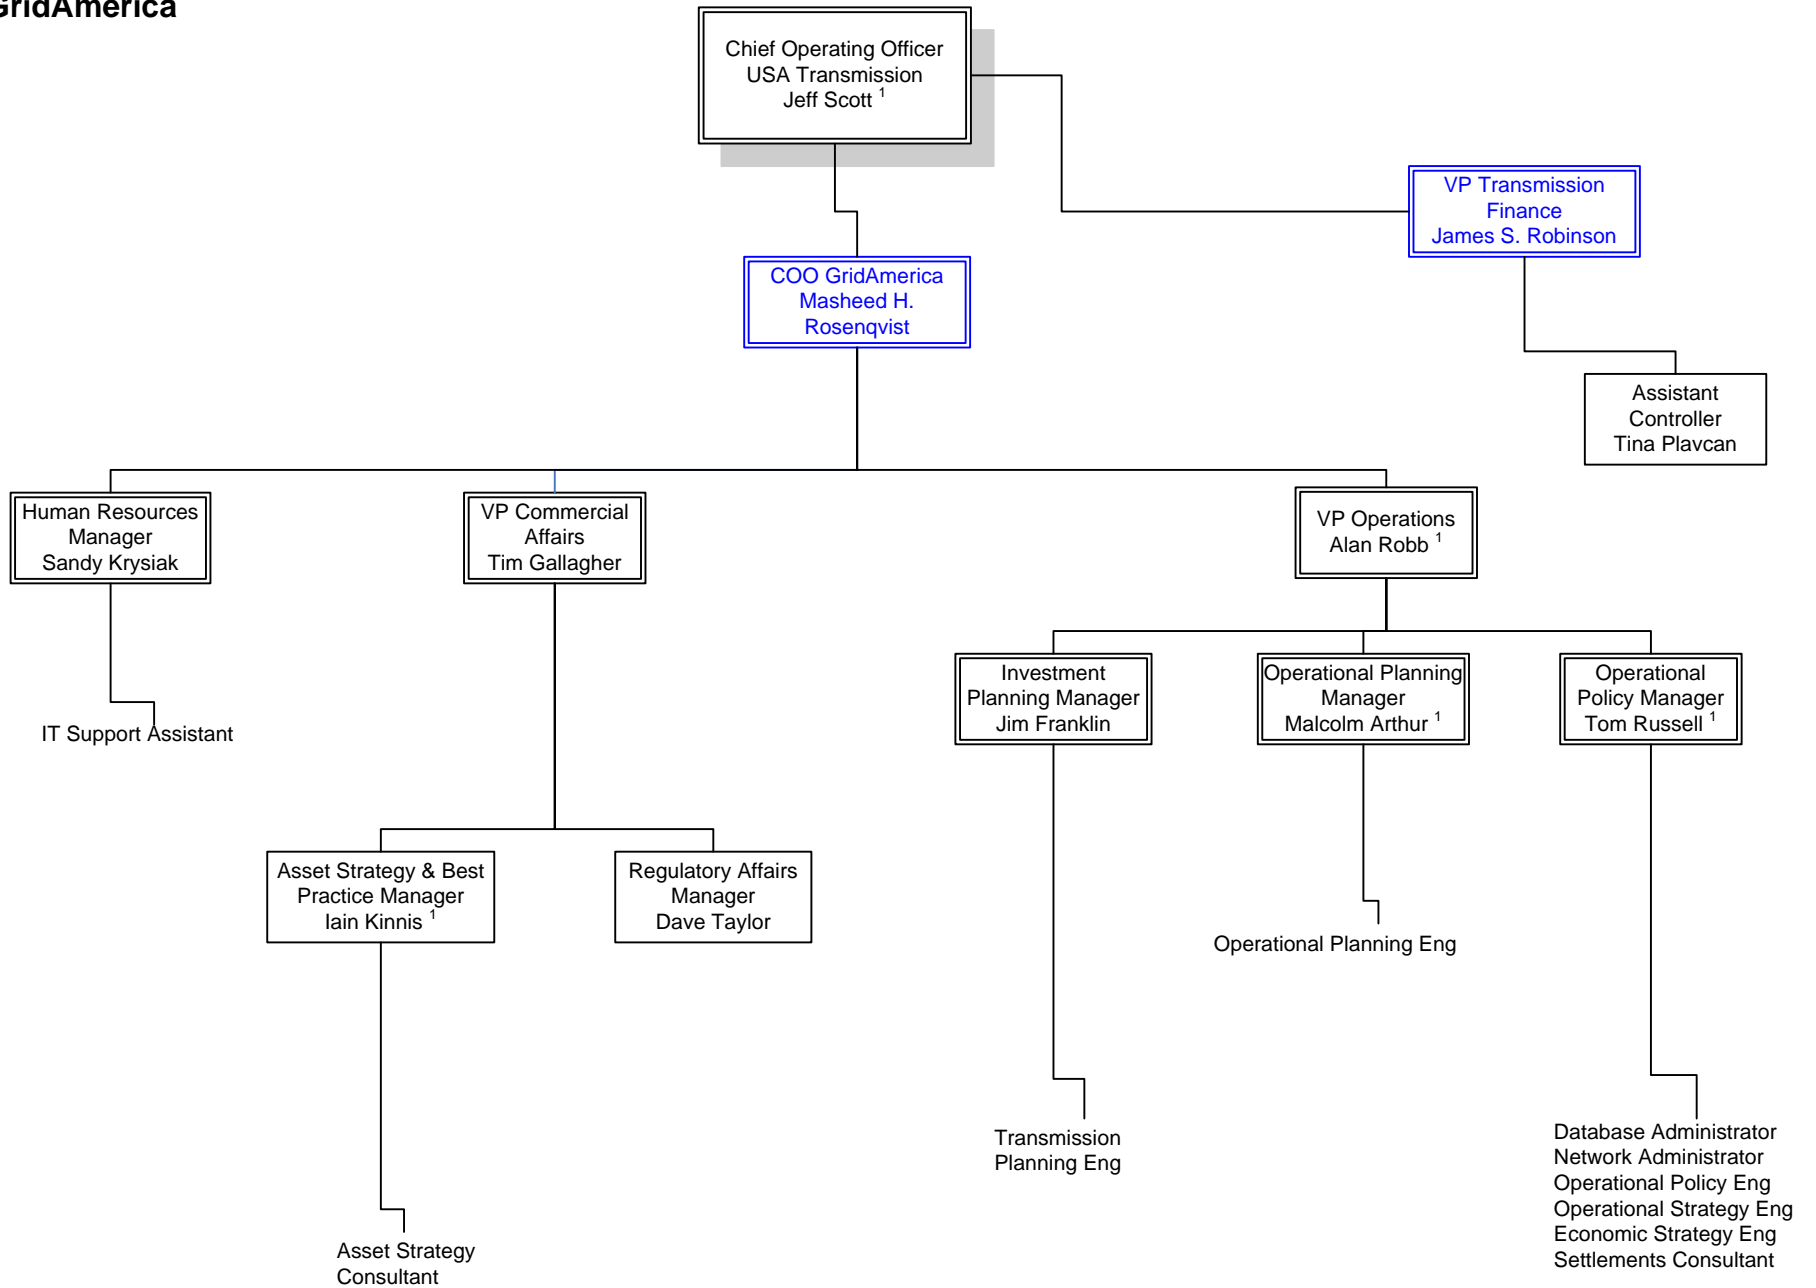 GridAmerica
Chief Operating Officer
USA Transmission
Jeff Scott 1
VP Transmission
Finance
James S. Robinson
COO GridAmerica
Masheed H.
Rosenqvist
Assistant
Controller
Tina Plavcan
Human Resources
Manager
Sandy Krysiak
VP Commercial
Affairs
Tim Gallagher
VP Operations
Alan Robb 1
Investment
Planning Manager
Jim Franklin
Operational Planning
Manager
Malcolm Arthur 1
Operational
Policy Manager
Tom Russell 1
IT Support Assistant
Asset Strategy & Best
Practice Manager
Iain Kinnis 1
Regulatory Affairs
Manager
Dave Taylor
Operational Planning Eng
Transmission
Planning Eng
Database Administrator
Network Administrator
Operational Policy Eng
Operational Strategy Eng
Economic Strategy Eng
Settlements Consultant
Asset Strategy
Consultant